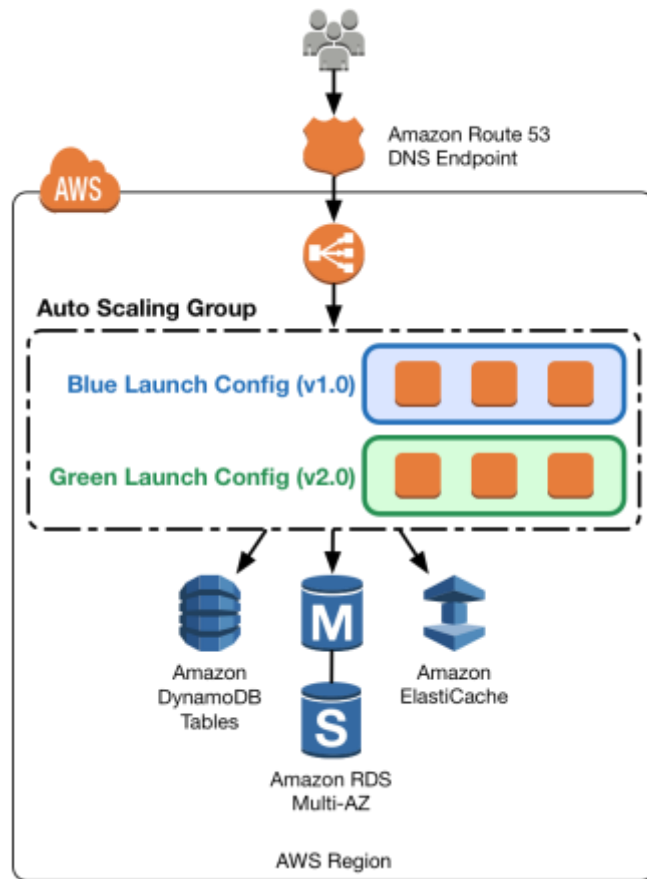 Amazon Route 53
DNS Endpoint
AWS
Auto Scaling Group
Blue Launch Config (v1.0)
Green Launch Config (v2.0)
M
Amazon
DynamoDB
Tables
Amazon
ElastiCache
S
Amazon RDS
Multi-AZ
AWS Region